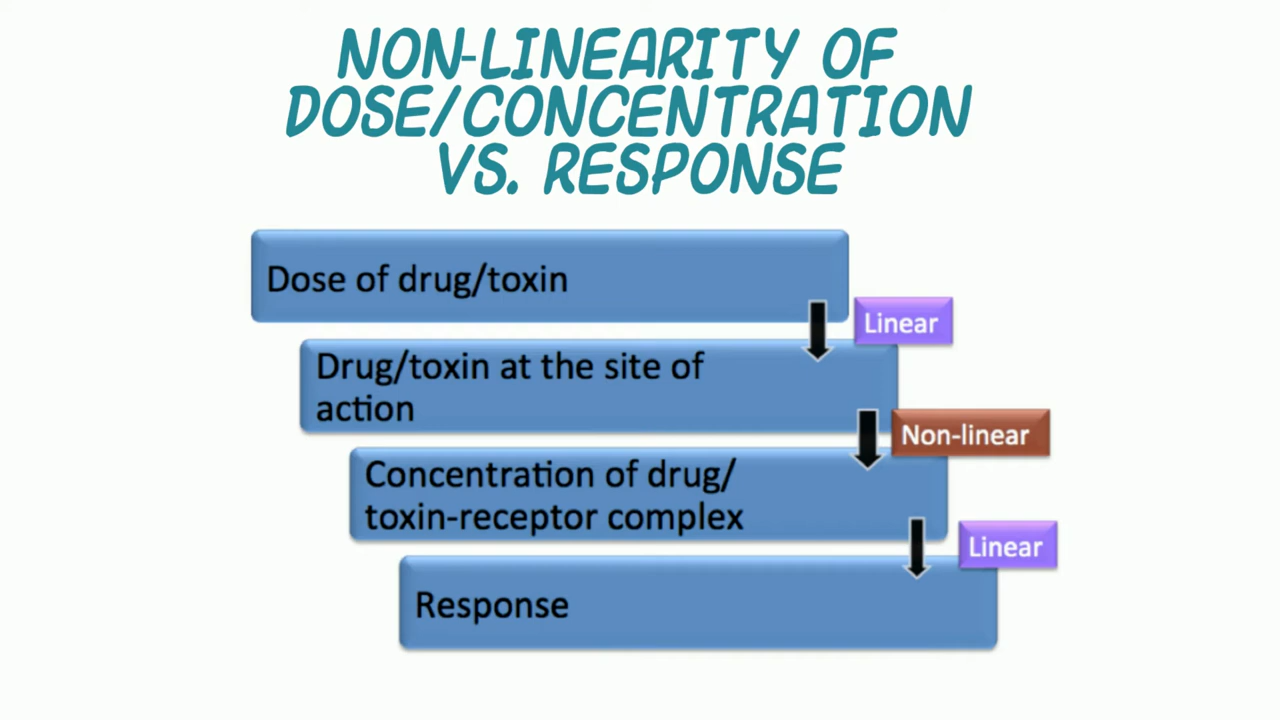 NON-LINEARITY OF
DOSE/CONCENTRATION
VS. RESPONSE
Dose of drug/toxin
Linear
Drug/toxin at the site of
action
Non-linear
Concentration of drug/
toxin-receptor complex
Linear
Response